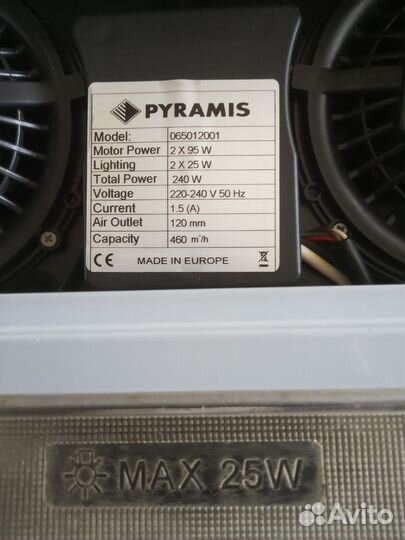 PYRAMIS
Model: 065012001
Motor Power 2 X 95 W
Lighting 2 X 25 W
Total Power 240 W
Voltage 220-240 V 50 Hz
Current 1.5 (A)
Air Outlet 120 mm
Capacity 460 m³/h
CE MADE IN EUROPE
MAX 25W
Avito